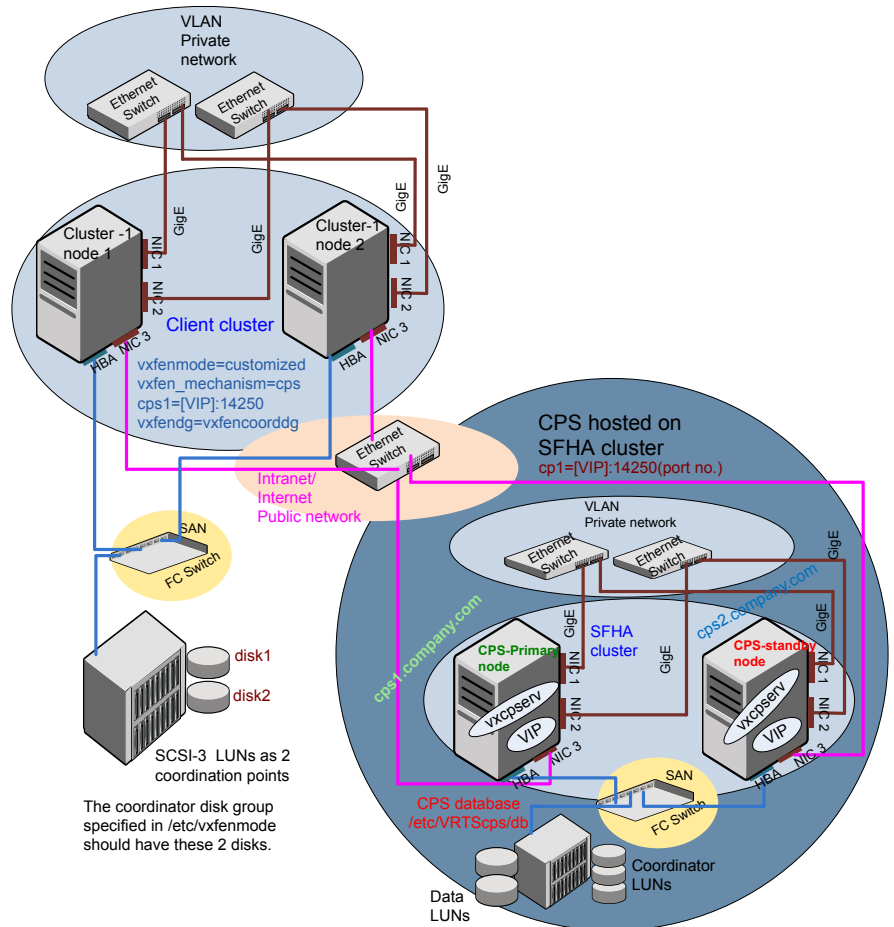 VLAN
Private
network
Ethernet
Switch
Ethernet
Switch
GigE
GigE
GigE
GigE
Cluster -1
node 1
NIC 1
NIC 2
NIC 3
HBA
Cluster-1
node 2
NIC 1
NIC 2
NIC 3
HBA
Client cluster
vxfenmode=customized
vxfen_mechanism=cps
cps1=[VIP]:14250
vxfendg=vxfencoorddg
Ethernet
Switch
Intranet/
Internet
Public network
SAN
FC Switch
disk1
disk2
SCSI-3 LUNs as 2
coordination points
The coordinator disk group
specified in /etc/vxfenmode
should have these 2 disks.
CPS hosted on
SFHA cluster
cp1=[VIP]:14250(port no.)
VLAN
Private network
Ethernet
Switch
Ethernet
Switch
GigE
GigE
GigE
GigE
cps1.company.com
cps2.company.com
SFHA
cluster
CPS-Primary
node
vxcpserv
VIP
NIC 1
NIC 2
NIC 3
HBA
CPS-standby
node
vxcpserv
VIP
NIC 1
NIC 2
NIC 3
HBA
SAN
FC Switch
CPS database
/etc/VRTScps/db
Data
LUNs
Coordinator
LUNs